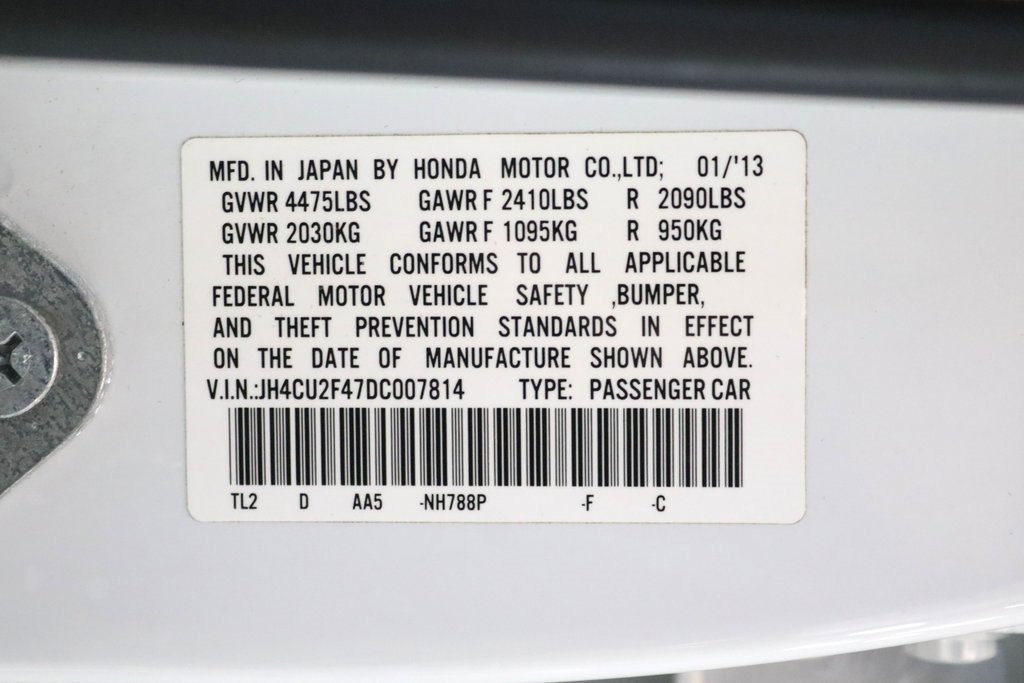 MFD. IN JAPAN BY HONDA MOTOR CO.,LTD; 01/'13
GVWR 4475LBS GAWR F 2410LBS R 2090LBS
GVWR 2030KG GAWR F 1095KG R 950KG
THIS VEHICLE CONFORMS TO ALL APPLICABLE
FEDERAL MOTOR VEHICLE SAFETY ,BUMPER,
AND THEFT PREVENTION STANDARDS IN EFFECT
ON THE DATE OF MANUFACTURE SHOWN ABOVE.
V.I.N.:JH4CU2F47DC007814 TYPE: PASSENGER CAR
TL2 D AA5 -NH788P -F -C